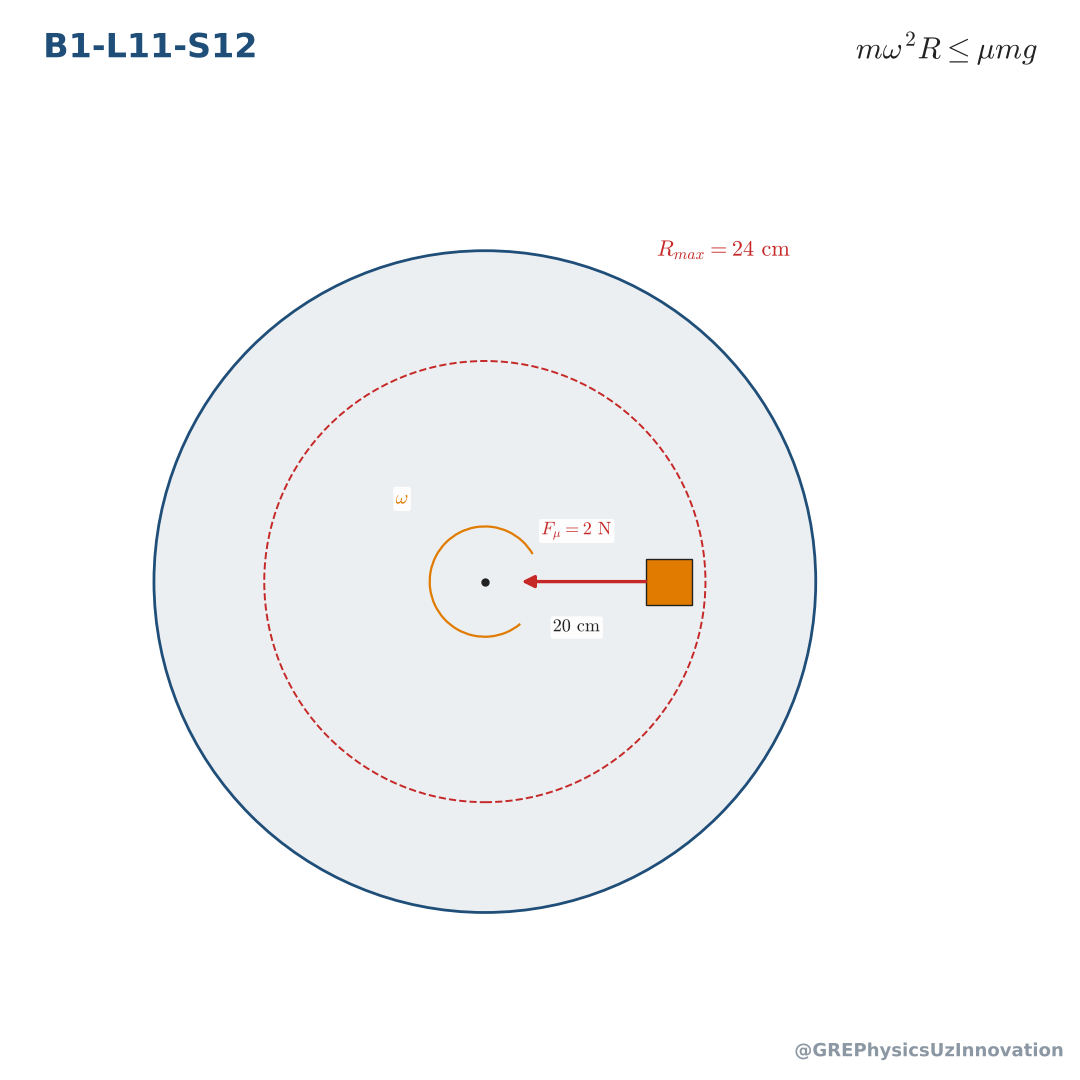 B1-L11-S12
mω²R ≤ μmg
R_max = 24 cm
ω
F_μ = 2 N
20 cm
@GREPhysicsUzInnovation